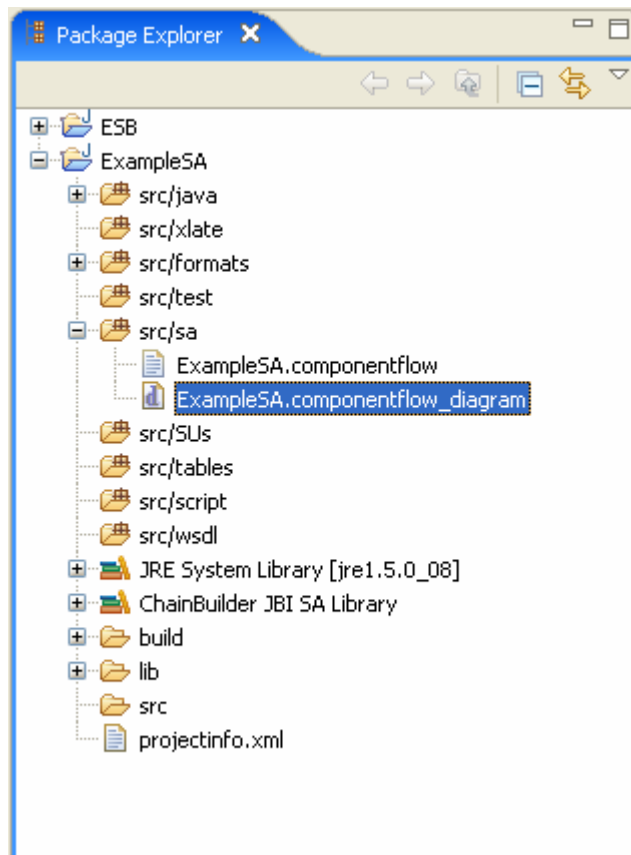 Package Explorer
ESB
ExampleSA
src/java
src/xlate
src/formats
src/test
src/sa
ExampleSA.componentflow
ExampleSA.componentflow_diagram
src/SUs
src/tables
src/script
src/wsdl
JRE System Library [jre1.5.0_08]
ChainBuilder JBI SA Library
build
lib
src
projectinfo.xml